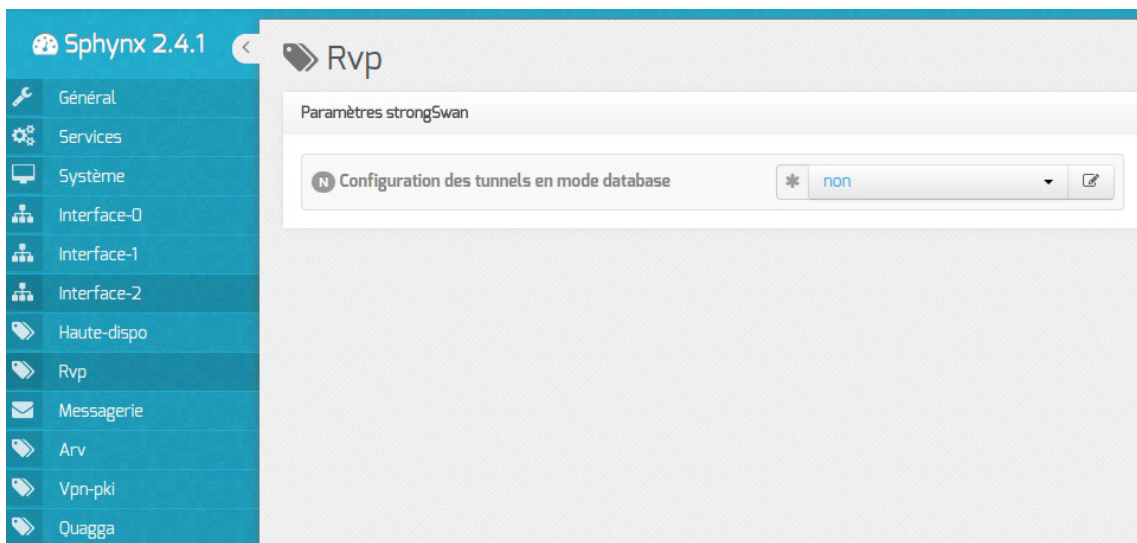 Sphynx 2.4.1
Général
Services
Système
Interface-0
Interface-1
Interface-2
Haute-dispo
Rvp
Messagerie
Arv
Vpn-pki
Quagga
Rvp
Paramètres strongSwan
N Configuration des tunnels en mode database
* non